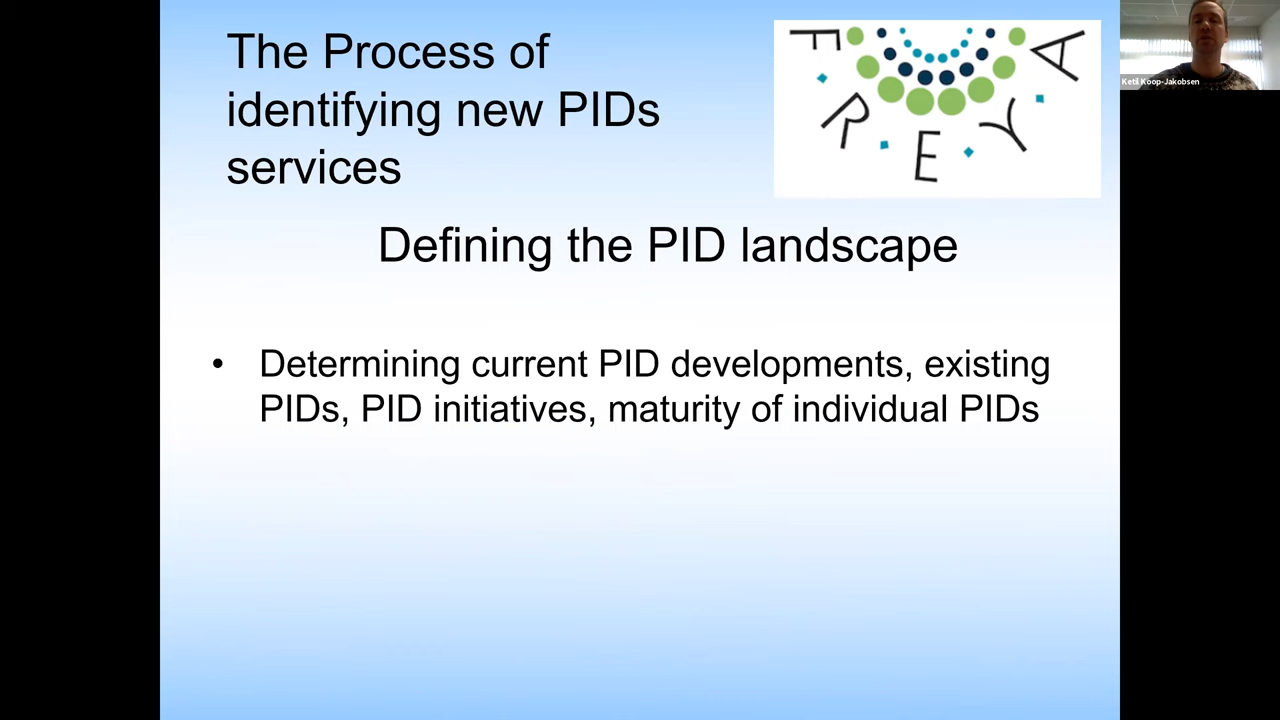 The Process of
identifying new PIDs
services
F R E Y A
Ketil Koop-Jakobsen
Defining the PID landscape
• Determining current PID developments, existing
PIDs, PID initiatives, maturity of individual PIDs